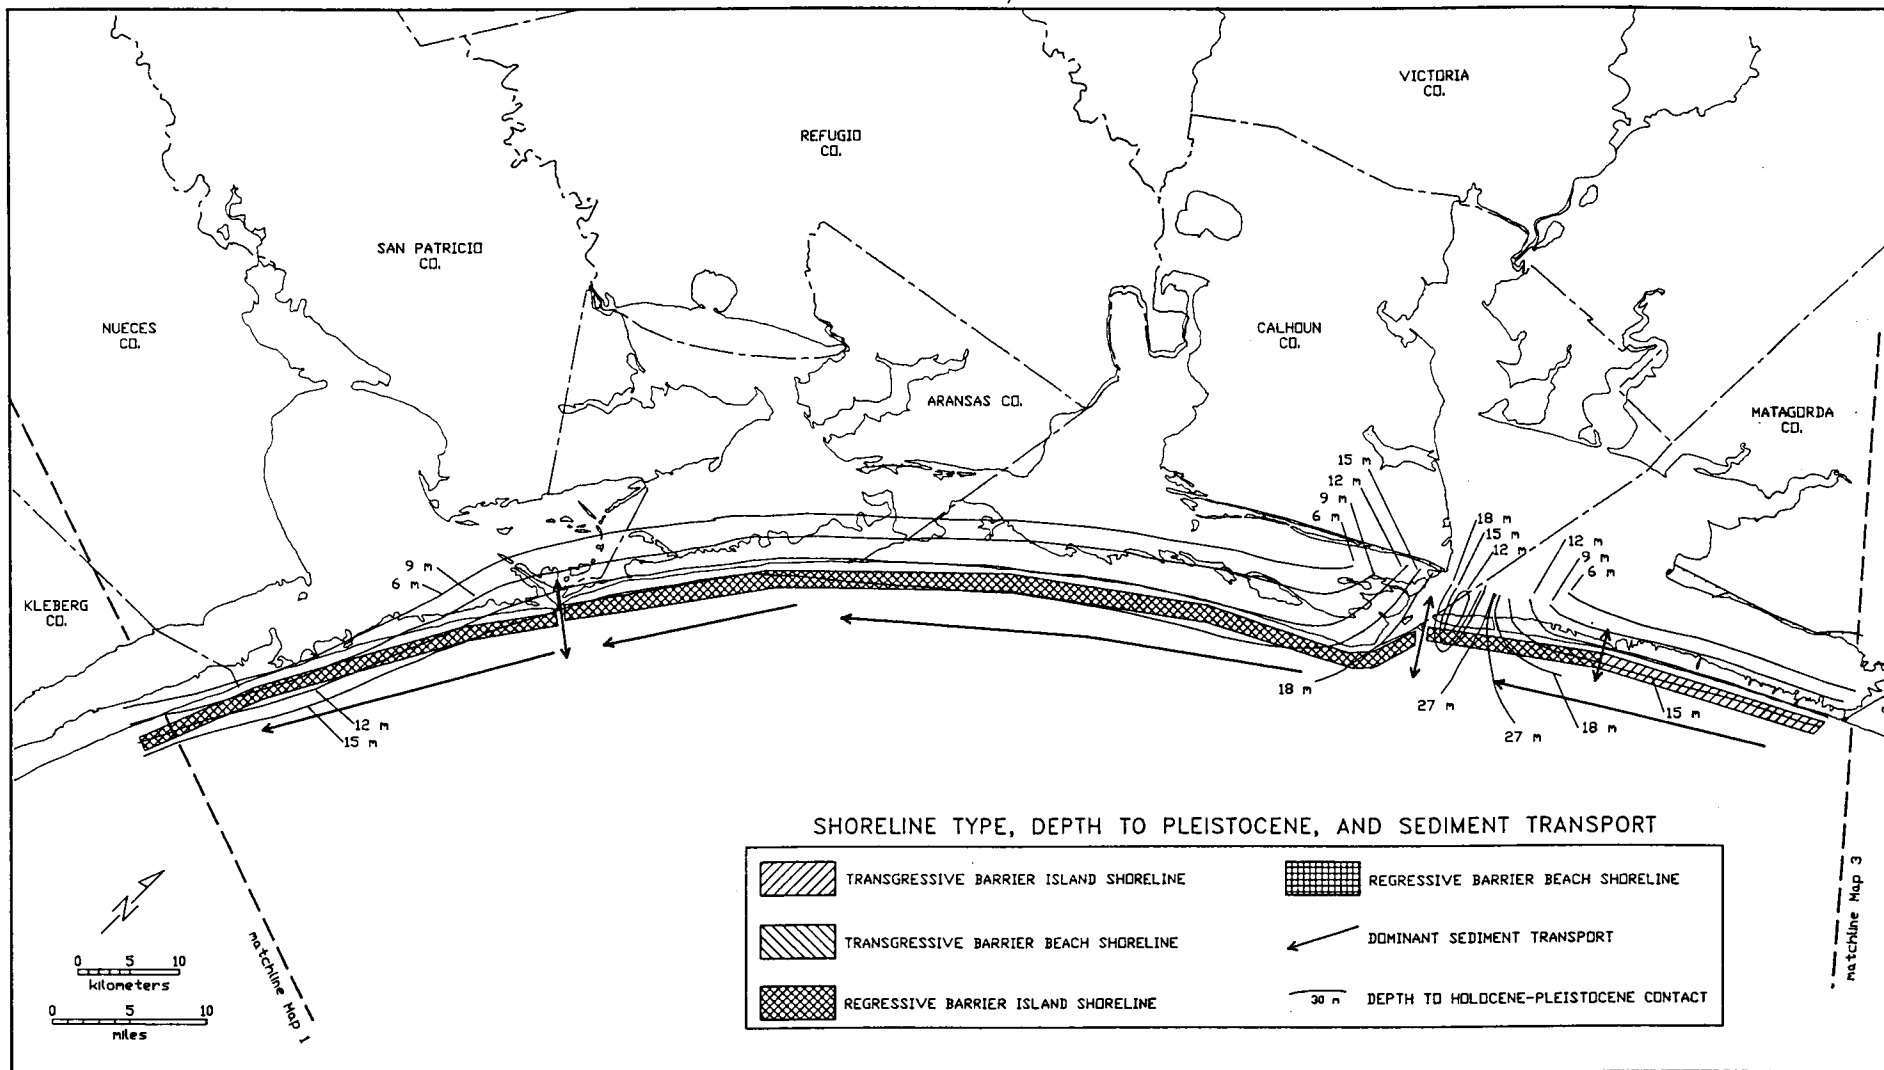 VICTORIA
CO.
REFUGIO
CO.
SAN PATRICIO
CO.
NUECES
CO.
CALHOUN
CO.
ARANSAS CO.
MATAGORDA
CO.
KLEBERG
CO.
15 m
12 m
9 m
6 m
18 m
15 m
12 m
12 m
9 m
6 m
9 m
6 m
18 m
27 m
27 m
18 m
15 m
12 m
15 m
SHORELINE TYPE, DEPTH TO PLEISTOCENE, AND SEDIMENT TRANSPORT
TRANSGRESSIVE BARRIER ISLAND SHORELINE
REGRESSIVE BARRIER BEACH SHORELINE
TRANSGRESSIVE BARRIER BEACH SHORELINE
DOMINANT SEDIMENT TRANSPORT
REGRESSIVE BARRIER ISLAND SHORELINE
30 m DEPTH TO HOLOCENE-PLEISTOCENE CONTACT
N
0 5 10
kilometers
0 5 10
miles
matchline Map 1
matchline Map 3